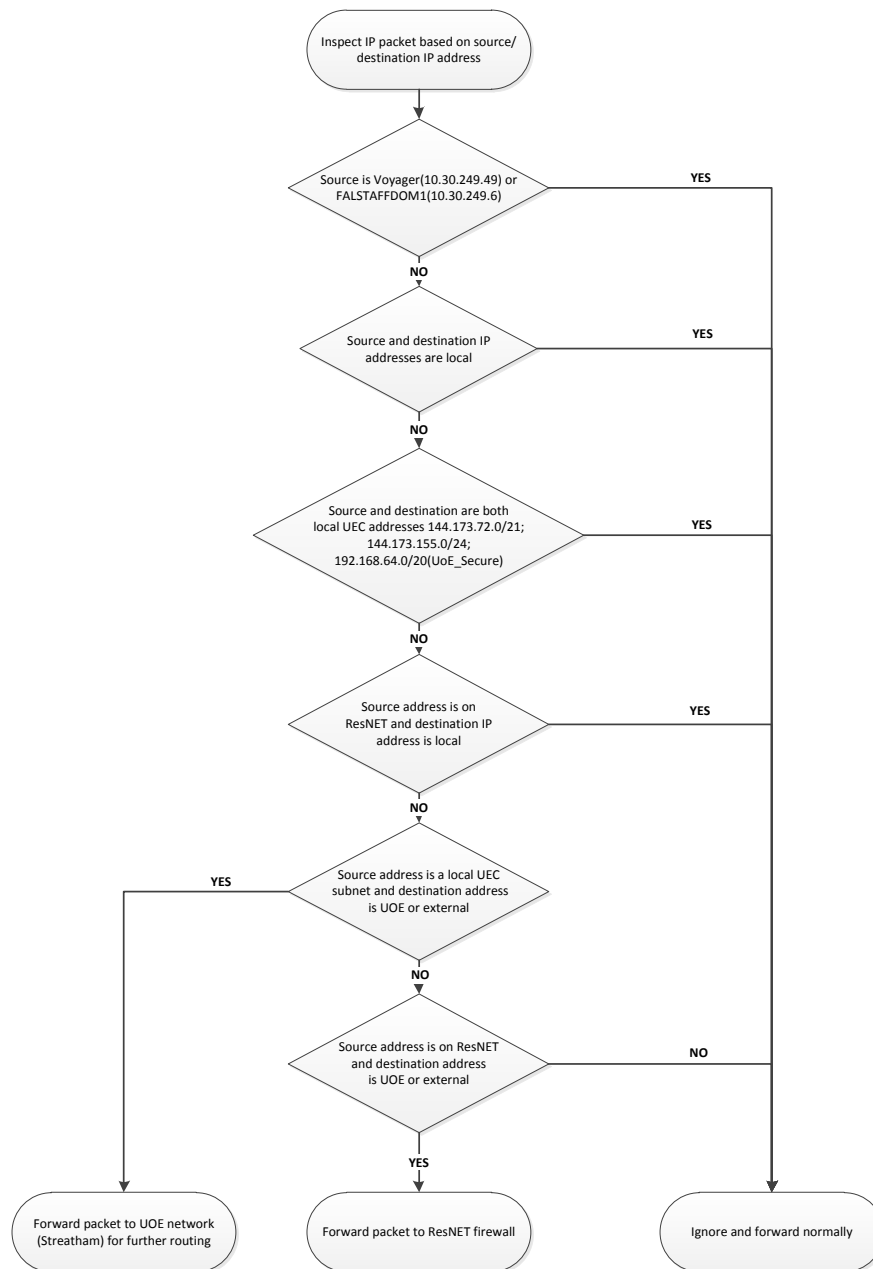 Inspect IP packet based on source/
destination IP address
Source is Voyager(10.30.249.49) or
FALSTAFFDOM1(10.30.249.6)
YES
NO
Source and destination IP
addresses are local
YES
NO
Source and destination are both
local UEC addresses 144.173.72.0/21;
144.173.155.0/24;
192.168.64.0/20(UoE_Secure)
YES
NO
Source address is on
ResNET and destination IP
address is local
YES
NO
Source address is a local UEC
subnet and destination address
is UOE or external
YES
NO
Source address is on ResNET
and destination address
is UOE or external
NO
YES
Forward packet to UOE network
(Streatham) for further routing
Forward packet to ResNET firewall
Ignore and forward normally